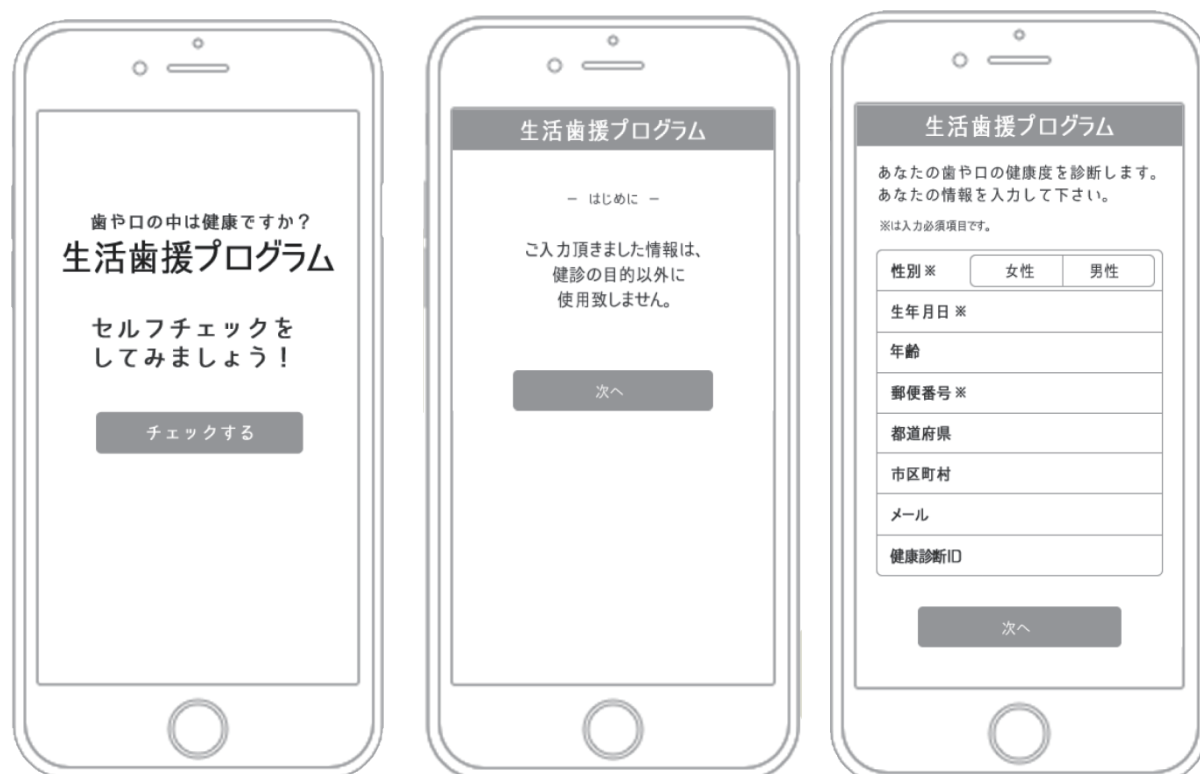 歯や口の中は健康ですか？
生活歯援プログラム
セルフチェックを
してみましょう！
チェックする
生活歯援プログラム
－ はじめに －
ご入力頂きました情報は、
健診の目的以外に
使用致しません。
次へ
生活歯援プログラム
あなたの歯や口の健康度を診断します。
あなたの情報を入力して下さい。
※は入力必須項目です。
性別※ 女性 男性
生年月日※
年齢
郵便番号※
都道府県
市区町村
メール
健康診断ID
次へ